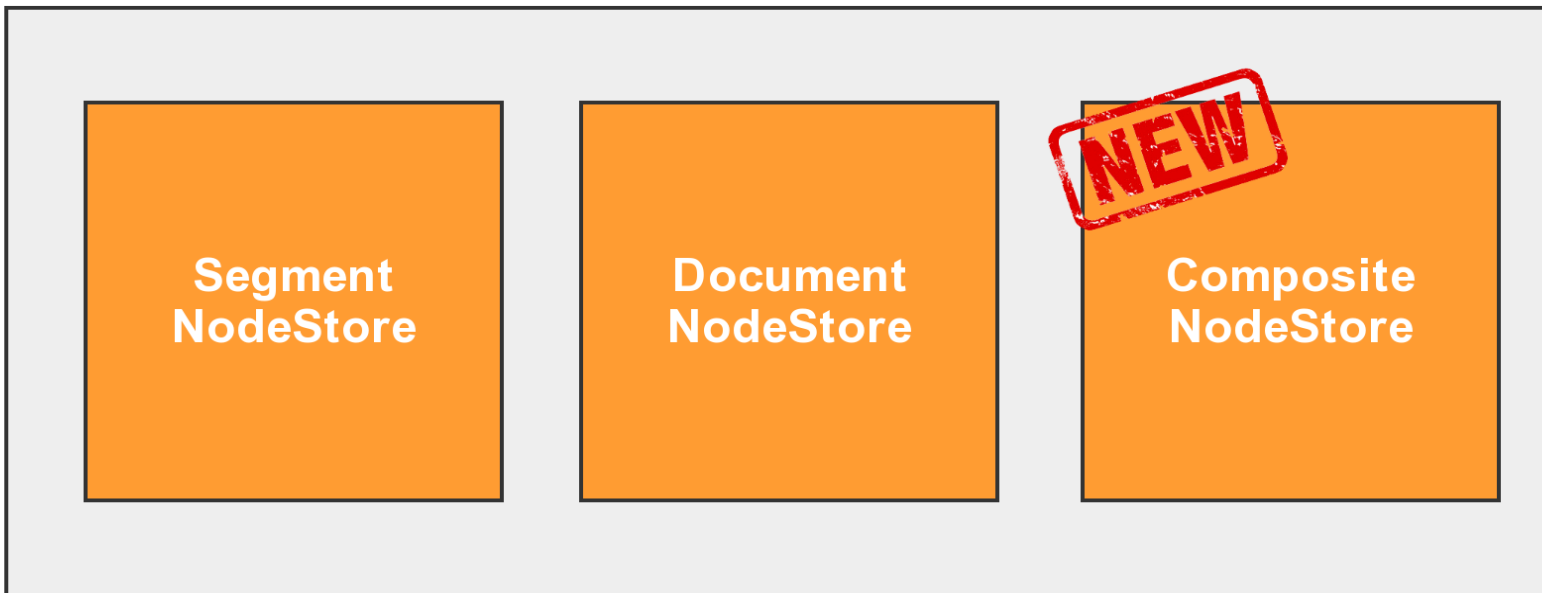 NEW
Segment
NodeStore
Document
NodeStore
Composite
NodeStore